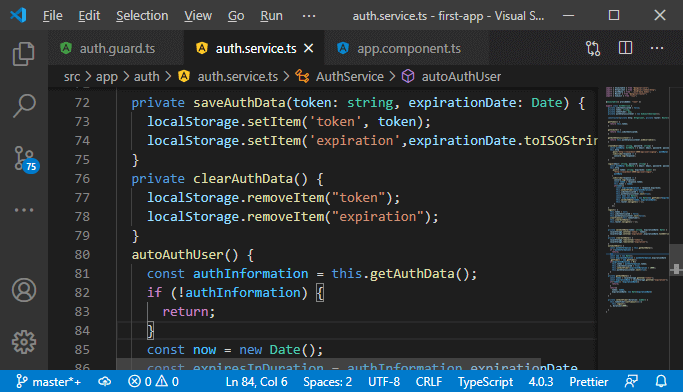 File Edit Selection View Go Run ··· auth.service.ts - first-app - Visual S...
auth.guard.ts auth.service.ts app.component.ts
src > app > auth > auth.service.ts > AuthService > autoAuthUser
72 private saveAuthData(token: string, expirationDate: Date) {
73 localStorage.setItem('token', token);
74 localStorage.setItem('expiration',expirationDate.toISOStrin
75 }
76 private clearAuthData() {
77 localStorage.removeItem("token");
78 localStorage.removeItem("expiration");
79 }
80 autoAuthUser() {
81 const authInformation = this.getAuthData();
82 if (!authInformation) {
83 return;
84 }
85 const now = new Date();
86 const expiresInDuration = authInformation.expirationDate
75
master*+ 0 0 Ln 84, Col 6 Spaces: 2 UTF-8 CRLF TypeScript 4.0.3 Prettier